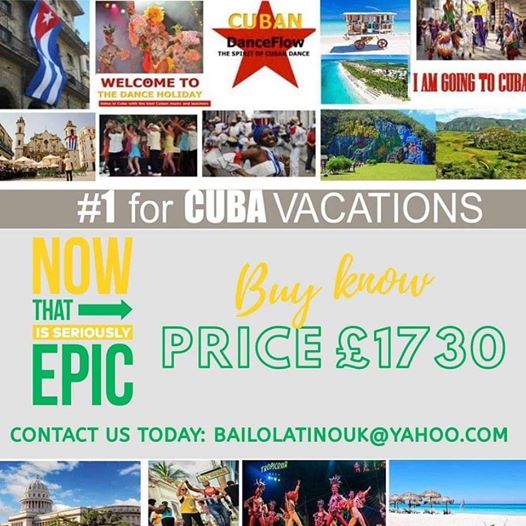 CUBAN
DanceFlow
THE SPIRIT OF CUBAN DANCE
WELCOME TO
THE DANCE HOLIDAY
I AM GOING TO CUBA
#1 for CUBA VACATIONS
NOW
THAT
IS SERIOUSLY
EPIC
Buy know
PRICE £1730
CONTACT US TODAY: BAILOLATINOUK@YAHOO.COM
TROPICANA